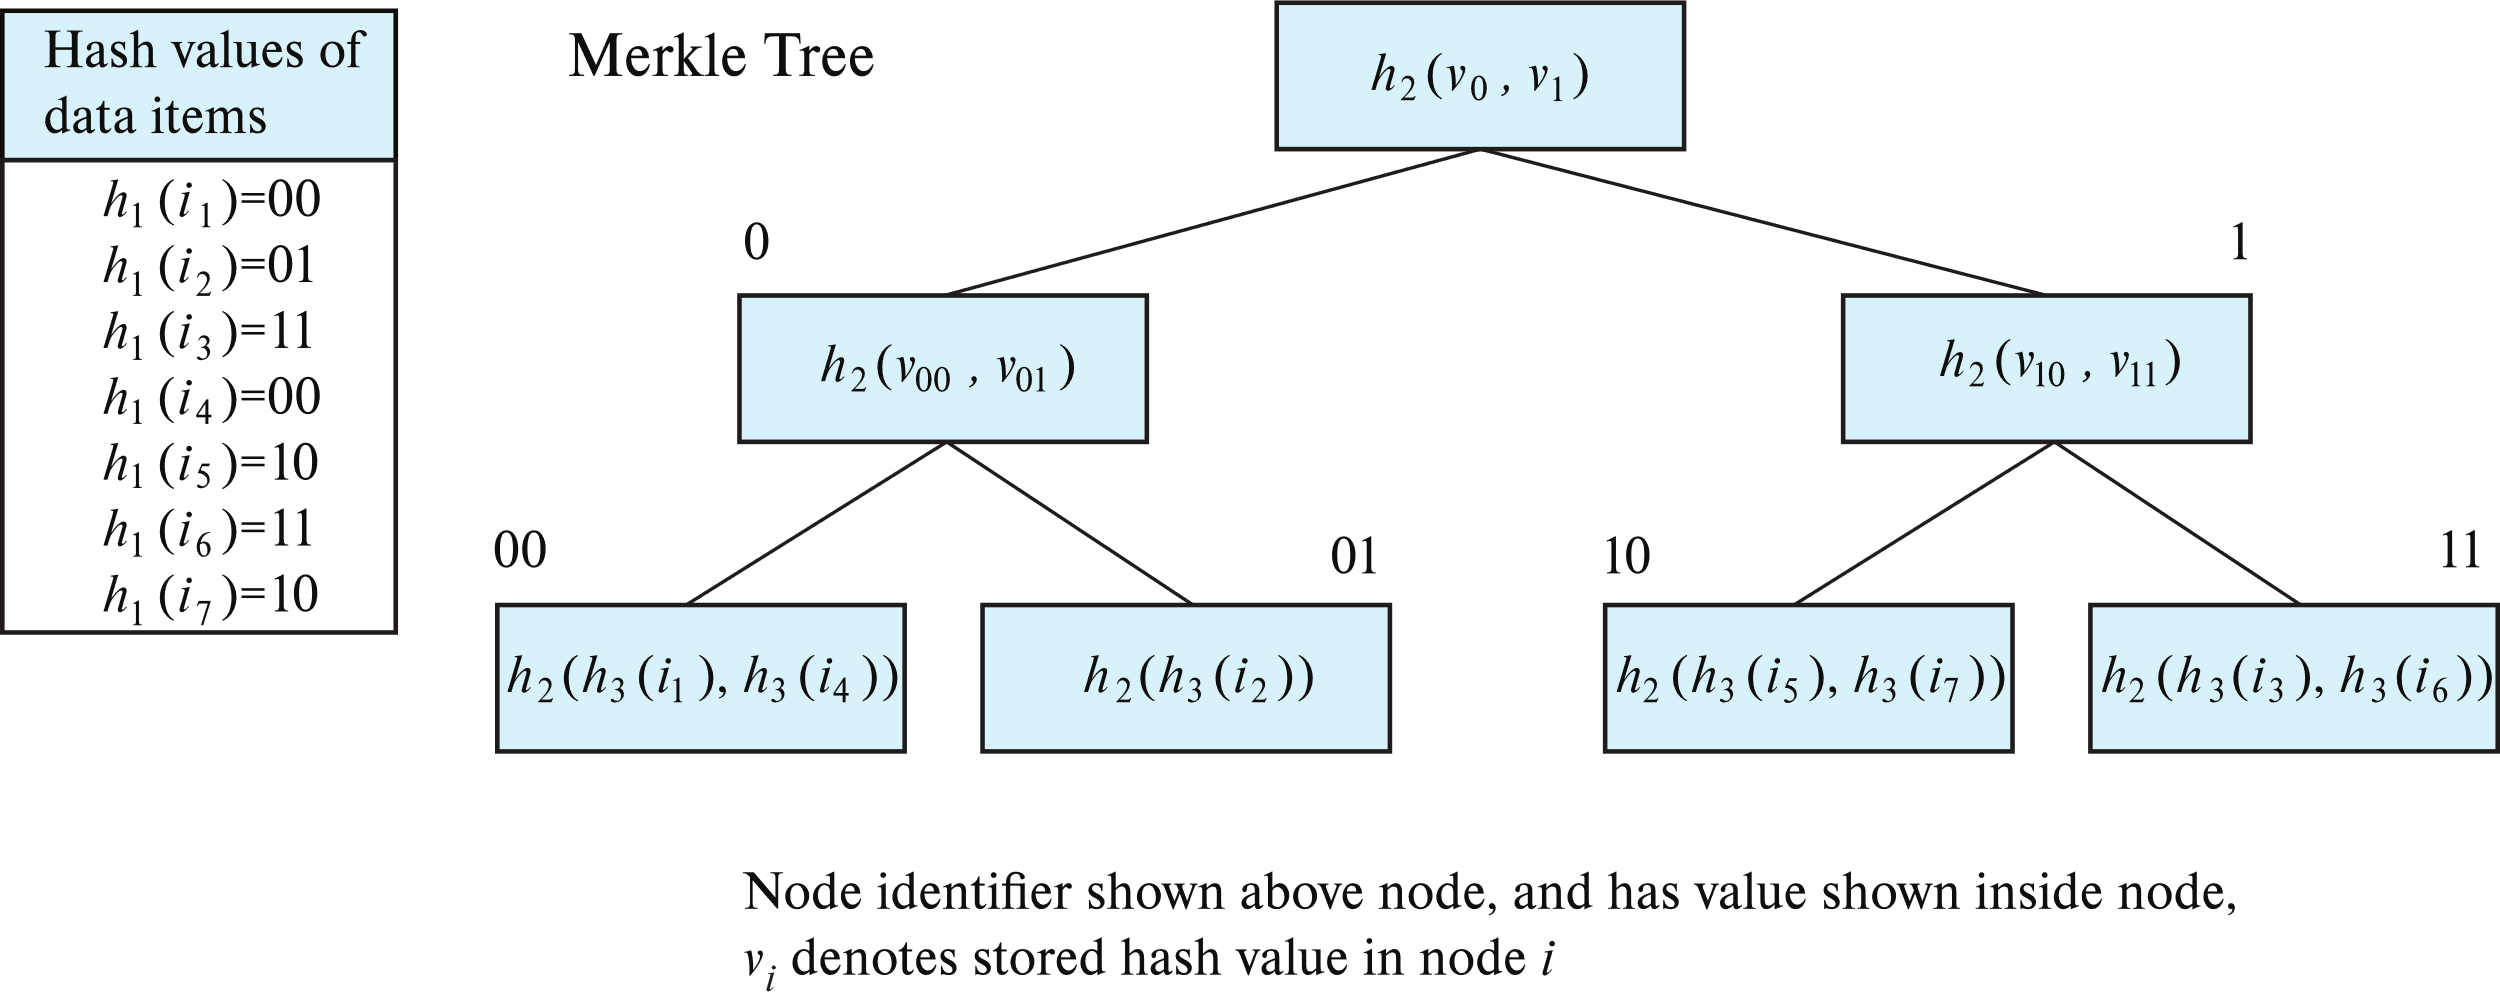 Hash values of
data items
h₁(i₁)=00
h₁(i₂)=01
h₁(i₃)=11
h₁(i₄)=00
h₁(i₅)=10
h₁(i₆)=11
h₁(i₇)=10
Merkle Tree
h₂(v₀, v₁)
0
1
h₂(v₀₀, v₀₁)
h₂(v₁₀, v₁₁)
00
01
10
11
h₂(h₃(i₁), h₃(i₄))
h₂(h₃(i₂))
h₂(h₃(i₅), h₃(i₇))
h₂(h₃(i₃), h₃(i₆))
Node identifier shown above node, and has value shown inside node,
vᵢ denotes stored hash value in node i